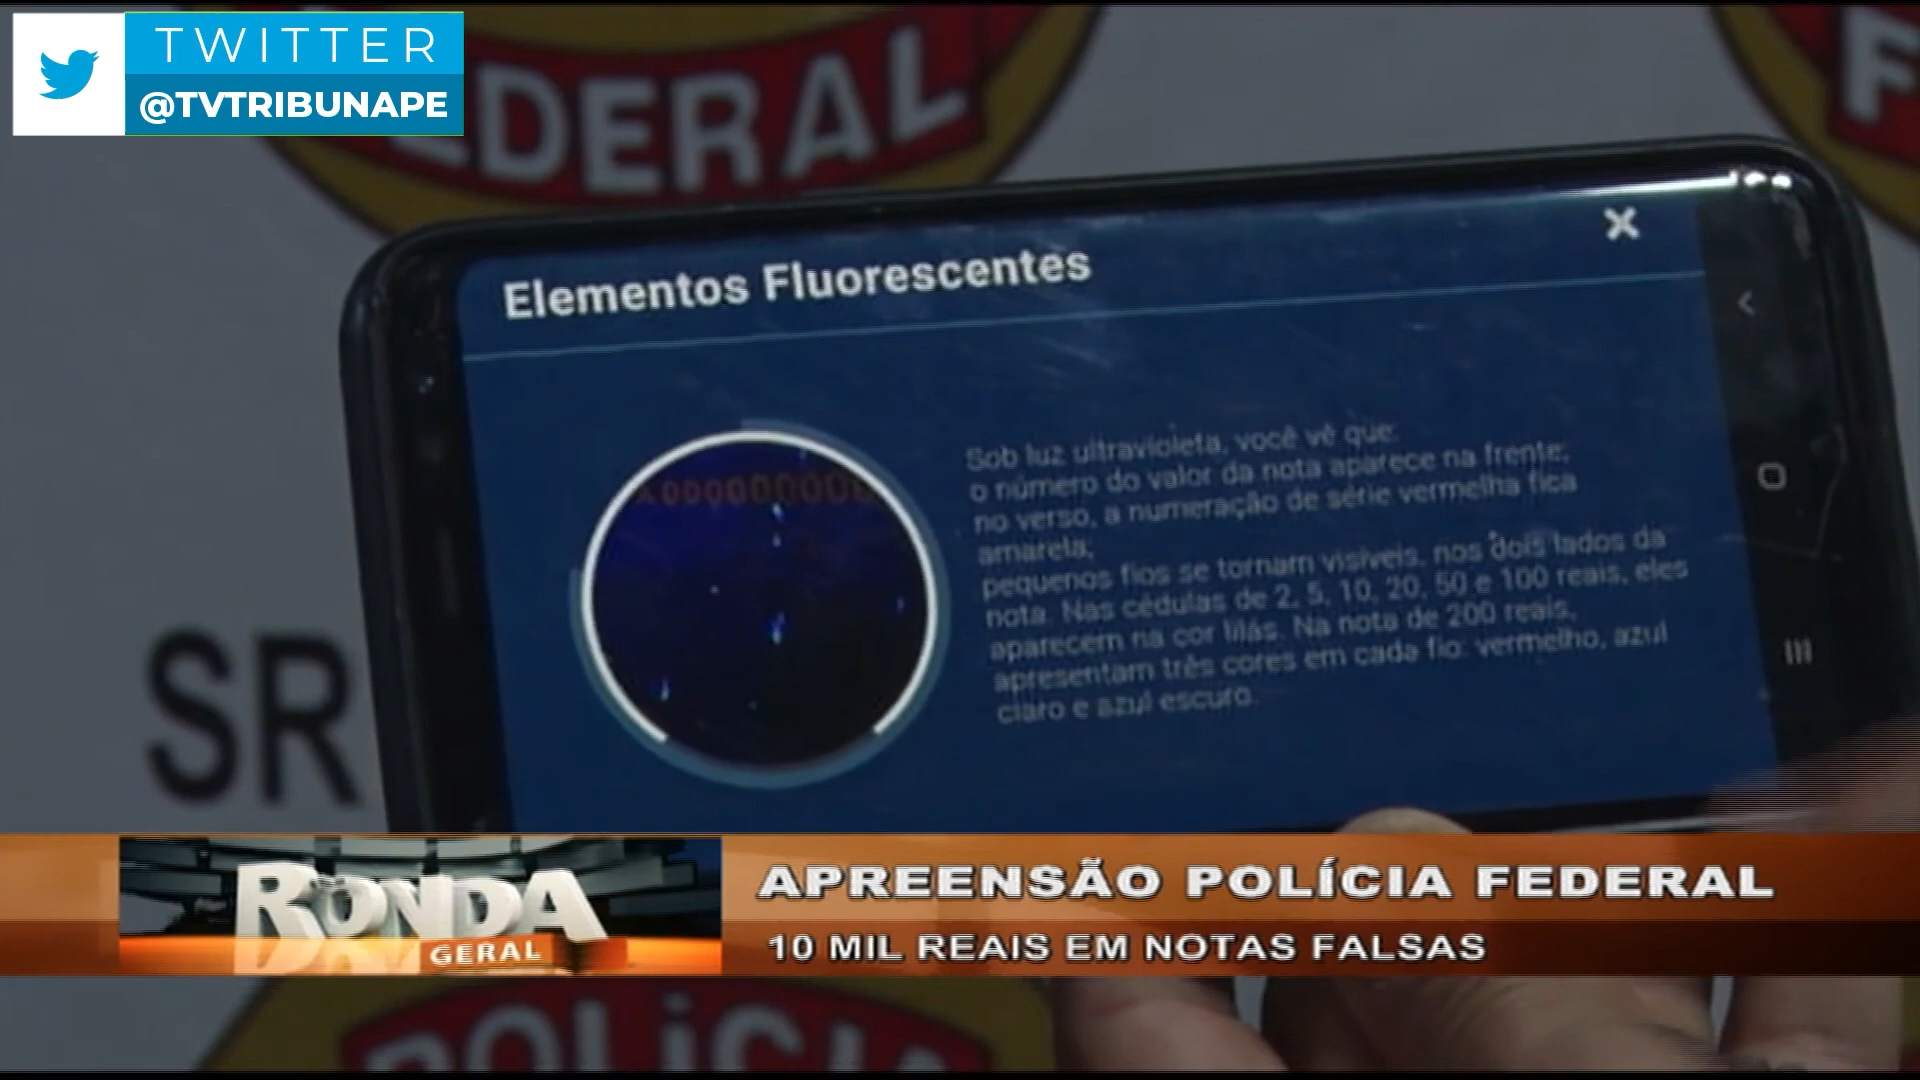 TWITTER
@TVTRIBUNAPE
DERAL
F
Elementos Fluorescentes
Sob luz ultravioleta, você vê que:
o número do valor da nota aparece na frente;
no verso, a numeração de série vermelha fica
amarela;
pequenos fios se tornam visíveis, nos dois lados da
nota. Nas cédulas de 2, 5, 10, 20, 50 e 100 reais, eles
aparecem na cor lilás. Na nota de 200 reais,
apresentam três cores em cada fio: vermelho, azul
claro e azul escuro.
SR
RONDA
GERAL
APREENSÃO POLÍCIA FEDERAL
10 MIL REAIS EM NOTAS FALSAS
POLÍCIA